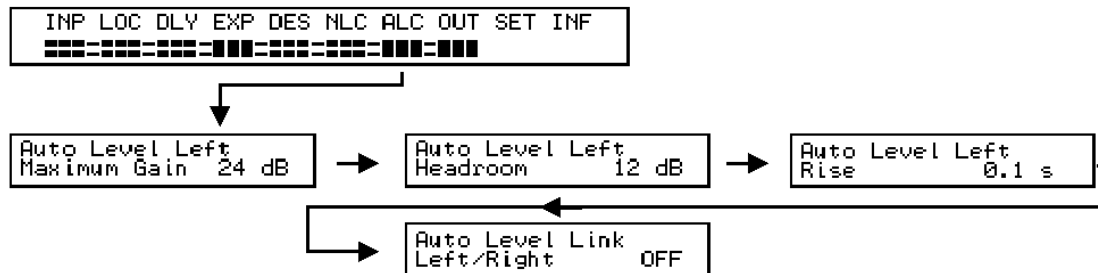 INP LOC DLY EXP DES NLC ALC OUT SET INF
Auto Level Left
Maximum Gain 24 dB
Auto Level Left
Headroom 12 dB
Auto Level Left
Rise 0.1 s
Auto Level Link
Left/Right OFF